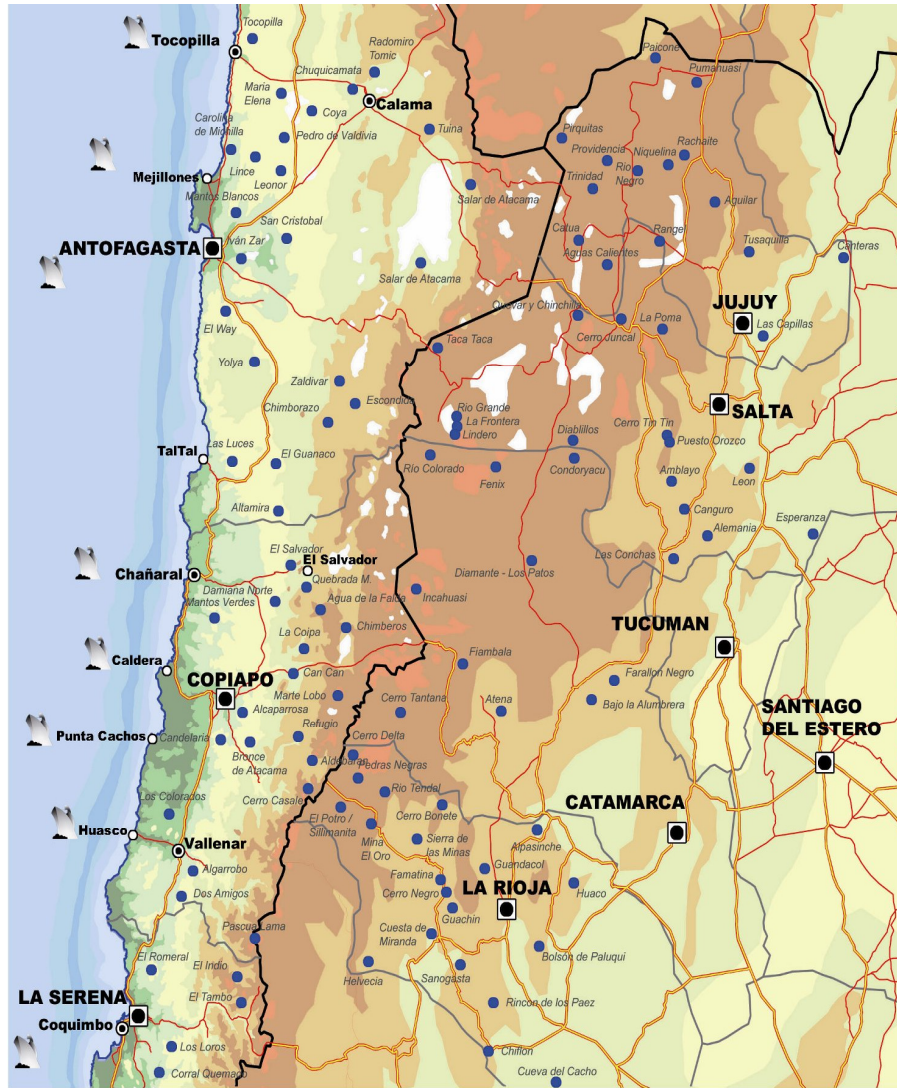 Tocopilla
Tocopilla
Radomiro
Tomic
Chuquicamata
Maria
Elena
Calama
Coya
Carolina
de Michilla
Pedro de Valdivia
Tuina
Lince
Leonor
Mejillones
Mantos Blancos
Salar de Atacama
San Cristobal
ANTOFAGASTA
Iván Zar
Salar de Atacama
El Way
Yolya
Zaldivar
Escondida
Chimborazo
Las Luces
TalTal
El Guanaco
Altamira
Paicone
Pumahuasi
Pirquitas
Providencia
Niquelina
Rachaite
Rio
Negro
Trinidad
Aguilar
Catua
Rangel
Tusaquilla
Canteras
Aguas Calientes
Quevar y Chinchilla
La Poma
JUJUY
Cerro Juncal
Las Capillas
Taca Taca
SALTA
Rio Grande
La Frontera
Lindero
Diablillos
Cerro Tin Tin
Puesto Orozco
Río Colorado
Fenix
Condoryacu
Amblayo
Leon
Canguro
Esperanza
Alemania
Las Conchas
El Salvador
El Salvador
Chañaral
Quebrada M.
Damiana Norte
Mantos Verdes
Agua de la Falda
Incahuasi
Diamante - Los Patos
La Coipa
Chimberos
TUCUMAN
Caldera
Can Can
Fiambala
Farallon Negro
COPIAPO
Marte Lobo
Cerro Tantana
Atena
Bajo la Alumbrera
SANTIAGO
DEL ESTERO
Alcaparrosa
Punta Cachos
Candelaria
Refugio
Cerro Delta
Bronce
de Atacama
Aldebaran
Pedras Negras
Cerro Casale
Rio Tendal
Los Colorados
El Potro /
Sillimanita
Cerro Bonete
CATAMARCA
Huasco
Vallenar
Mina
El Oro
Sierra de
las Minas
Alpasinche
Algarrobo
Guandacol
Famatina
Dos Amigos
Cerro Negro
LA RIOJA
Huaco
Guachin
Pascua Lama
Cuesta de
Miranda
Bolsón de Paluqui
El Romeral
El Indio
Helvecia
Sanogasta
El Tambo
Rincon de los Paez
LA SERENA
Coquimbo
Los Loros
Chiflon
Corral Quemado
Cueva del Cacho